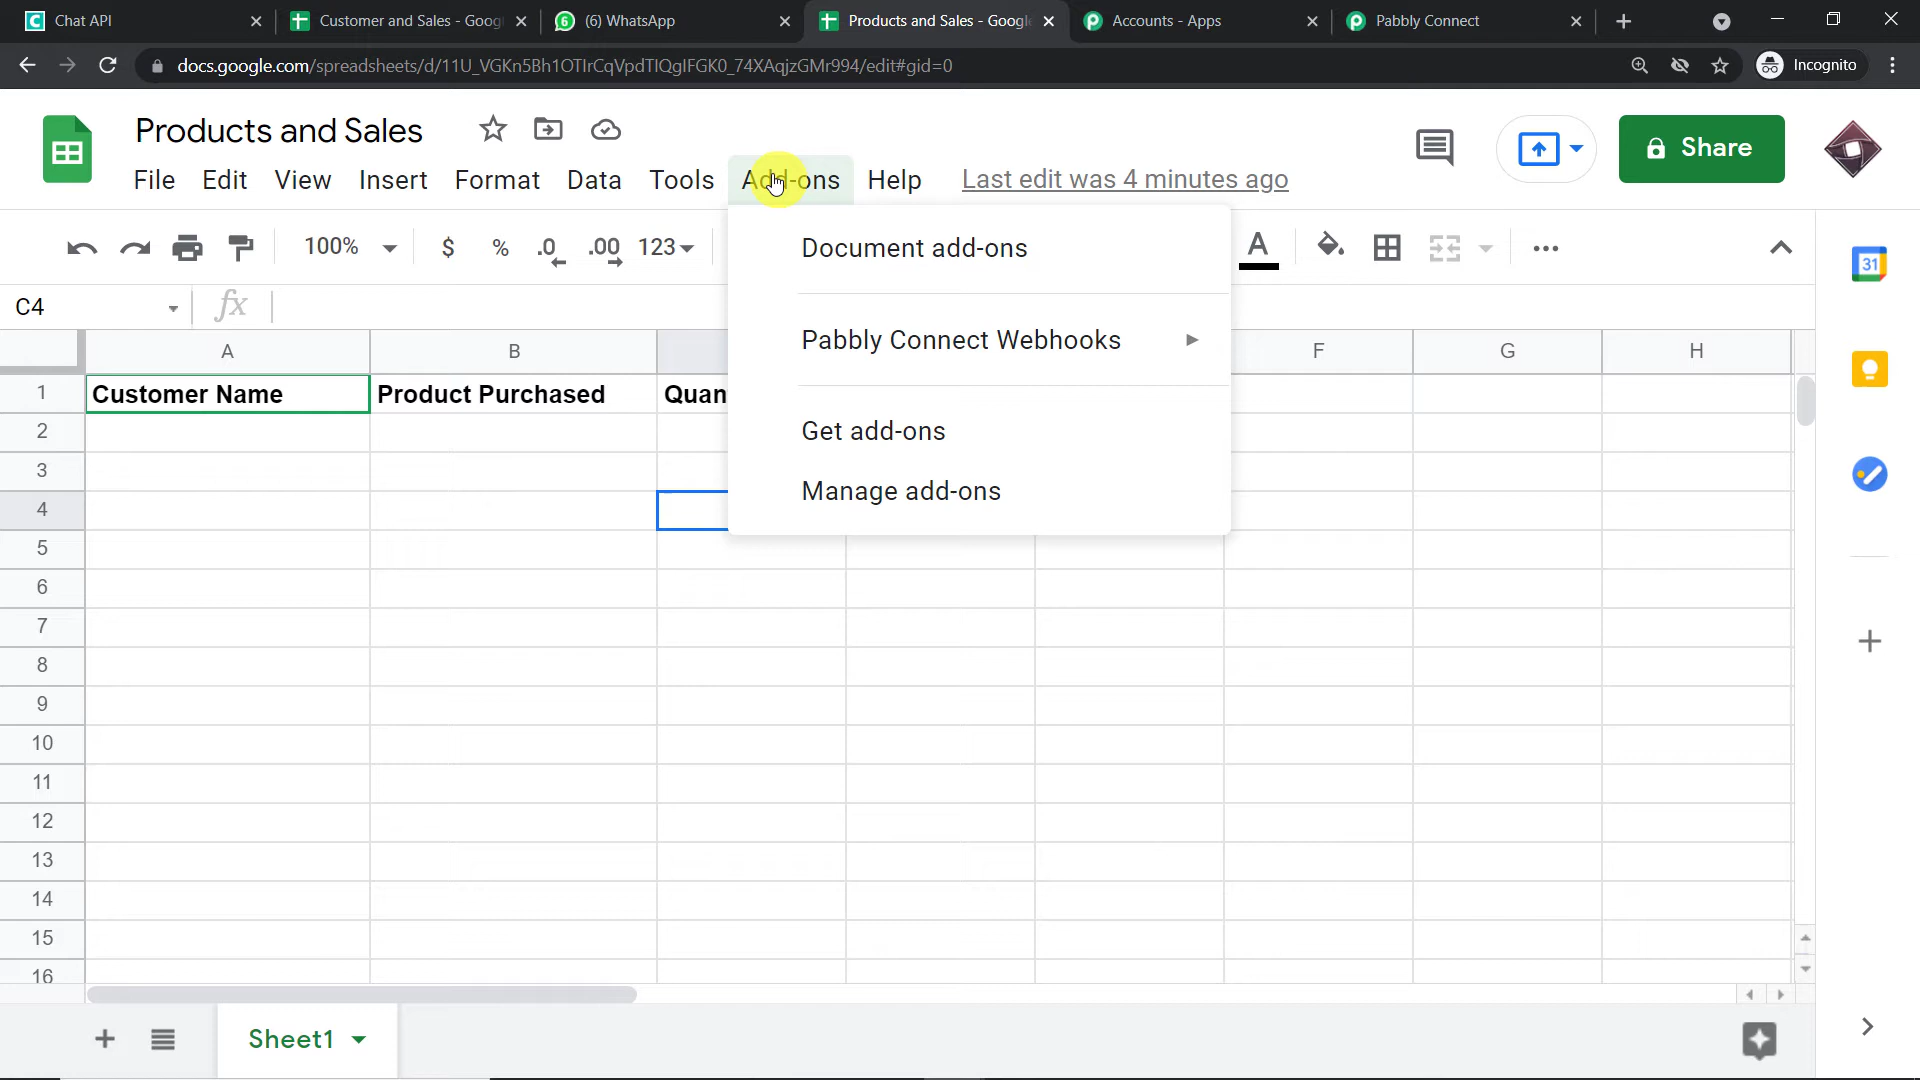 Chat API
Customer and Sales - Goog
(6) WhatsApp
Products and Sales - Google
Accounts - Apps
Pabbly Connect
docs.google.com/spreadsheets/d/11U_VGKn5Bh1OTIrCqVpdTIQgIFGK0_74XAqjzGMr994/edit#gid=0
Incognito
Products and Sales
Share
File Edit View Insert Format Data Tools Add-ons Help Last edit was 4 minutes ago
100% $ % .0 .00 123 A
31
C4 fx
Document add-ons
Pabbly Connect Webhooks
Get add-ons
Manage add-ons
A B F G H
1 Customer Name Product Purchased Quan
2
3
4
5
6
7
8
9
10
11
12
13
14
15
16
Sheet1